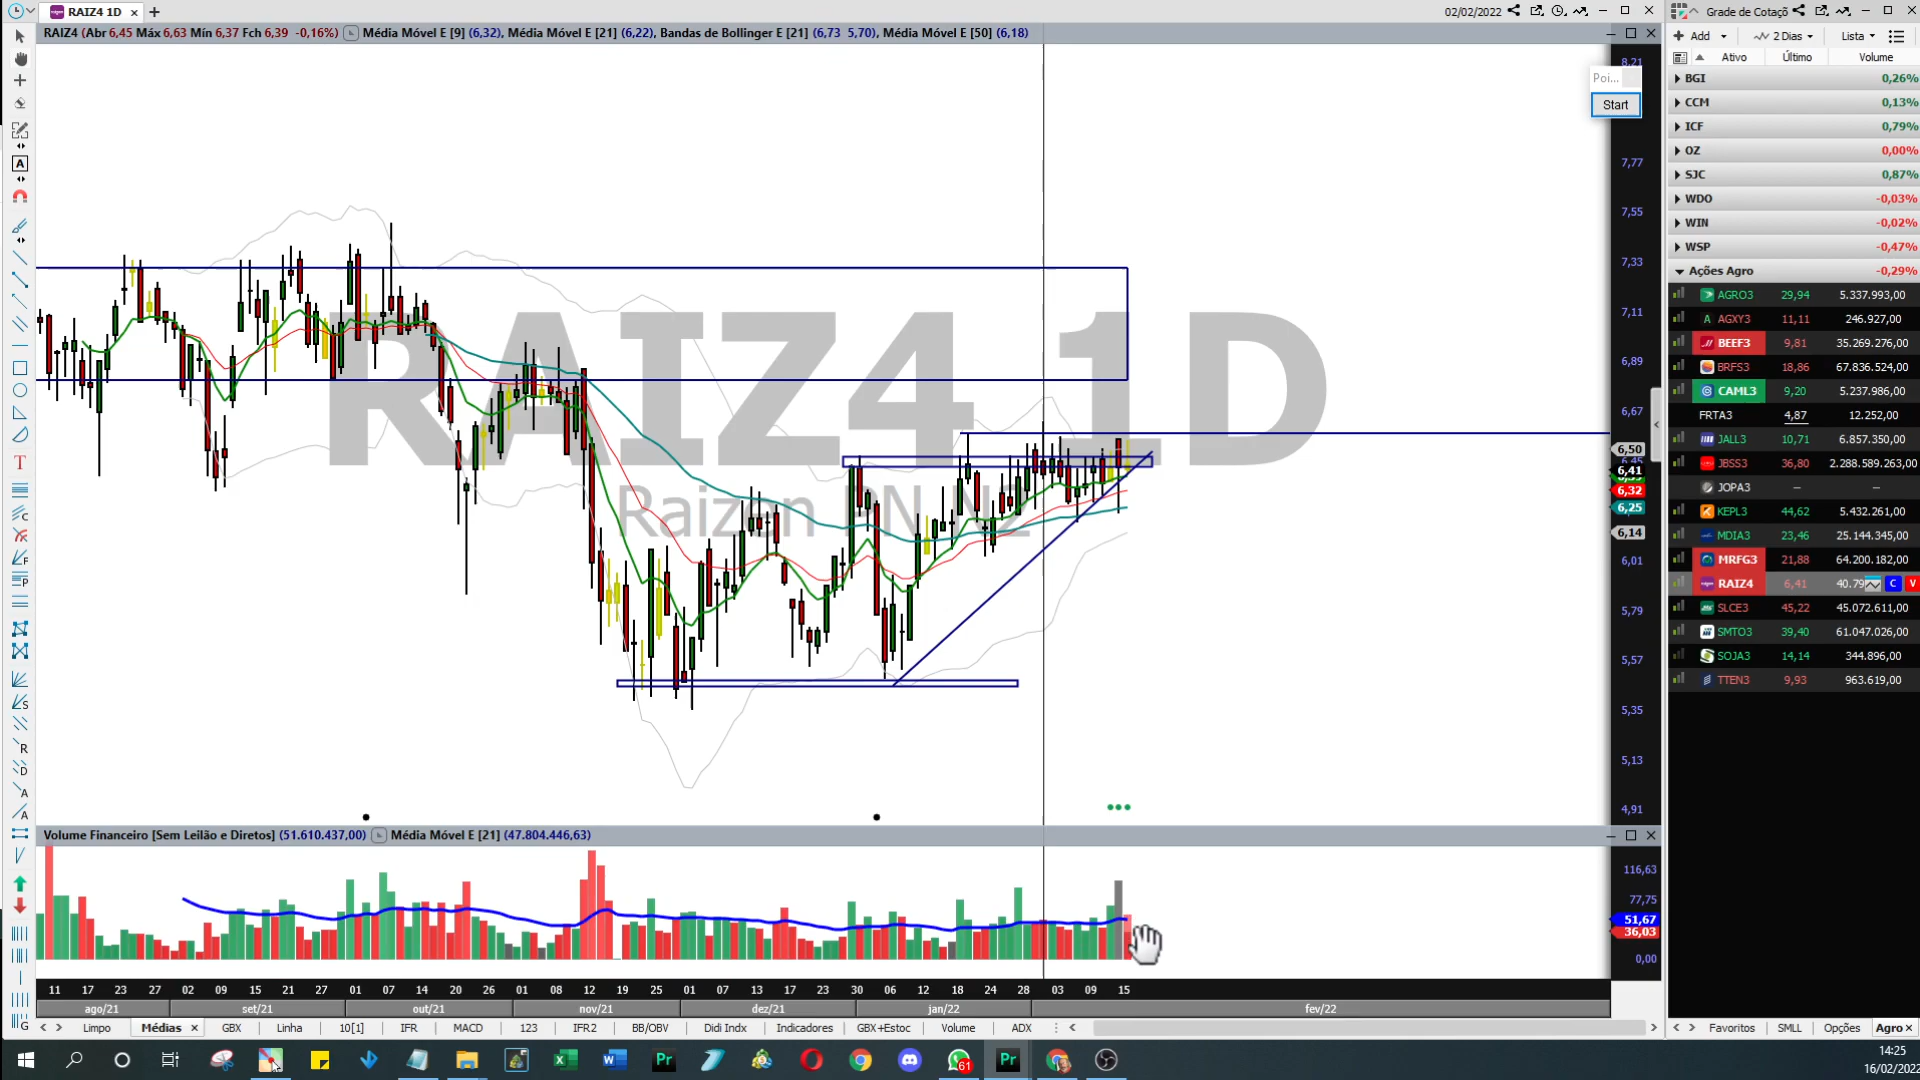 RAIZ4 1D
02/02/2022
Grade de Cotaçõ
RAIZ4 (Abr 6,45 Máx 6,63 Mín 6,37 Fch 6,39 -0,16%) Média Móvel E [9] (6,32), Média Móvel E [21] (6,22), Bandas de Bollinger E [21] (6,73 5,70), Média Móvel E [50] (6,18)
Add 2 Dias Lista
Ativo Último Volume
Poi...
Start
BGI 0,26%
CCM 0,13%
ICF 0,79%
OZ 0,00%
SJC 0,87%
WDO -0,03%
WIN -0,02%
WSP -0,47%
Ações Agro -0,29%
AGRO3 29,94 5.337.993,00
AGXY3 11,11 246.927,00
BEEF3 9,81 35.269.276,00
BRFS3 18,86 67.836.524,00
CAML3 9,20 5.237.986,00
FRTA3 4,87 12.252,00
JALL3 10,71 6.857.350,00
JBSS3 36,80 2.288.589.263,00
JOPA3 – –
KEPL3 44,62 5.432.261,00
MDIA3 23,46 25.144.345,00
MRFG3 21,88 64.200.182,00
RAIZ4 6,41 40.79 C V
SLCE3 45,22 45.072.611,00
SMTO3 39,40 61.047.026,00
SOJA3 14,14 344.896,00
TTEN3 9,93 963.619,00
RAIZ4 1D
Raizen PN N2
8,21
7,77
7,55
7,33
7,11
6,89
6,67
6,50
6,45
6,41
6,32
6,25
6,14
6,01
5,79
5,57
5,35
5,13
4,91
Volume Financeiro [Sem Leilão e Diretos] (51.610.437,00) Média Móvel E [21] (47.804.446,63)
116,63
77,75
51,67
36,03
0,00
11 17 23 27 02 09 15 21 27 01 07 14 20 26 01 08 12 19 25 01 07 13 17 23 30 06 12 18 24 28 03 09 15
ago/21 set/21 out/21 nov/21 dez/21 jan/22 fev/22
Limpo Médias GBX Linha 10[1] IFR MACD 123 IFR2 BB/OBV Didi Indx Indicadores GBX+Estoc Volume ADX
Favoritos SMLL Opções Agro
61
14:25
16/02/2022